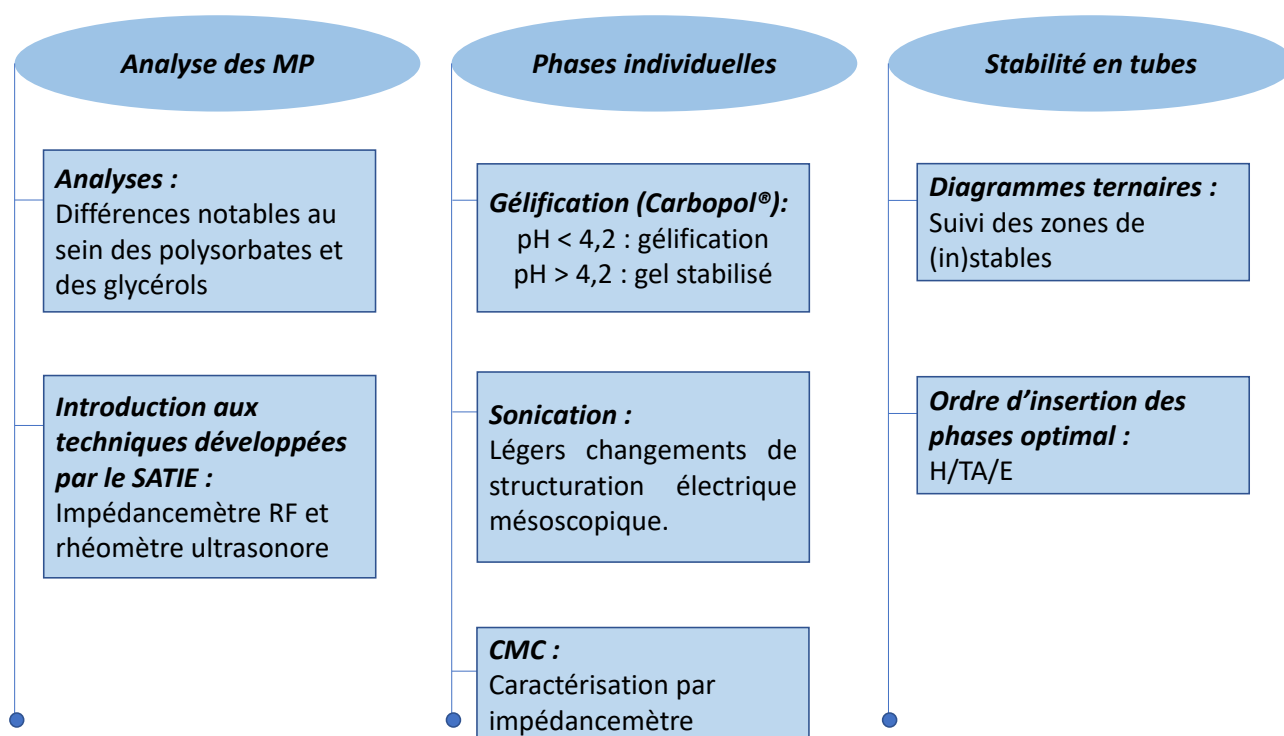 Analyse des MP
Analyses :
Différences notables au
sein des polysorbates et
des glycérols
Introduction aux
techniques développées
par le SATIE :
Impédancemètre RF et
rhéomètre ultrasonore
Phases individuelles
Gélification (Carbopol®):
pH < 4,2 : gélification
pH > 4,2 : gel stabilisé
Sonication :
Légers changements de
structuration électrique
mésoscopique.
CMC :
Caractérisation par
impédancemètre
Stabilité en tubes
Diagrammes ternaires :
Suivi des zones de
(in)stables
Ordre d’insertion des
phases optimal :
H/TA/E